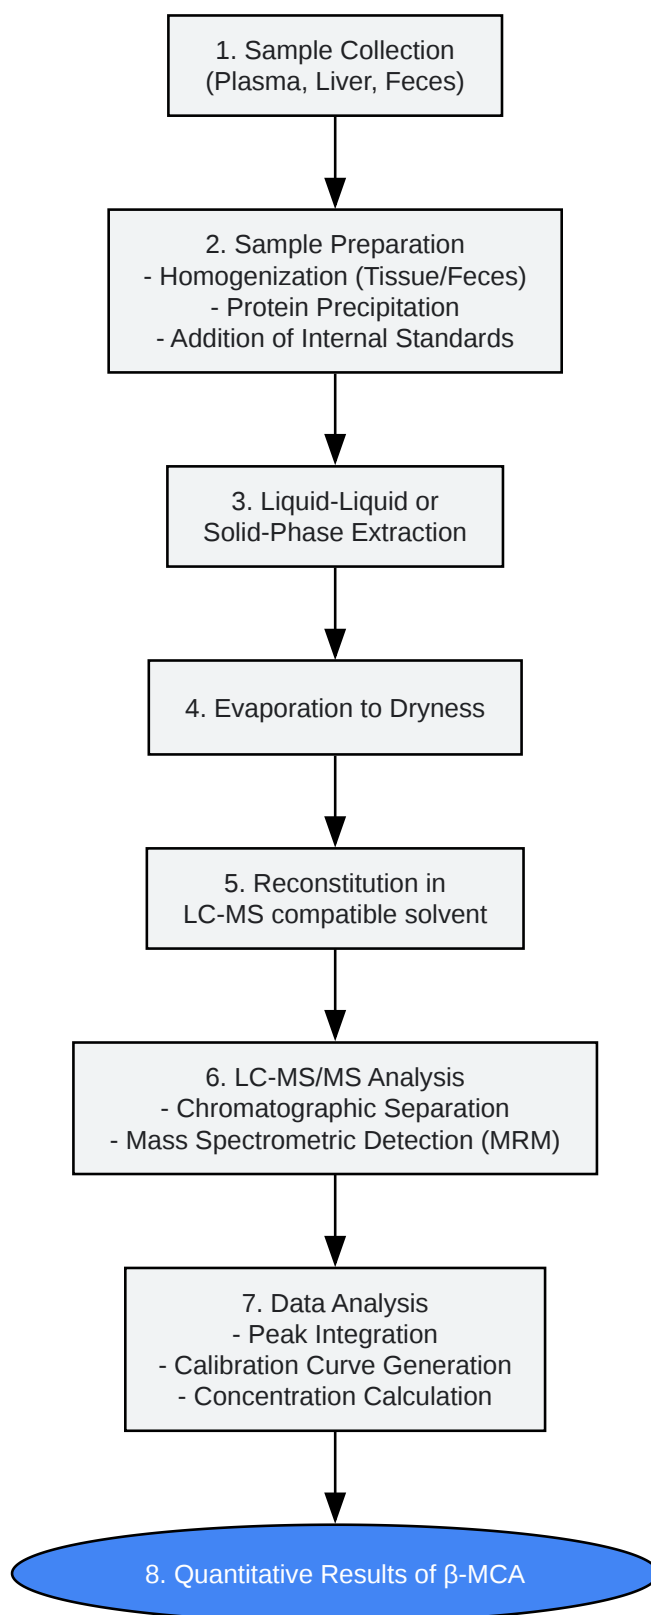 1. Sample Collection
(Plasma, Liver, Feces)
2. Sample Preparation
- Homogenization (Tissue/Feces)
- Protein Precipitation
- Addition of Internal Standards
3. Liquid-Liquid or
Solid-Phase Extraction
4. Evaporation to Dryness
5. Reconstitution in
LC-MS compatible solvent
6. LC-MS/MS Analysis
- Chromatographic Separation
- Mass Spectrometric Detection (MRM)
7. Data Analysis
- Peak Integration
- Calibration Curve Generation
- Concentration Calculation
8. Quantitative Results of β-MCA